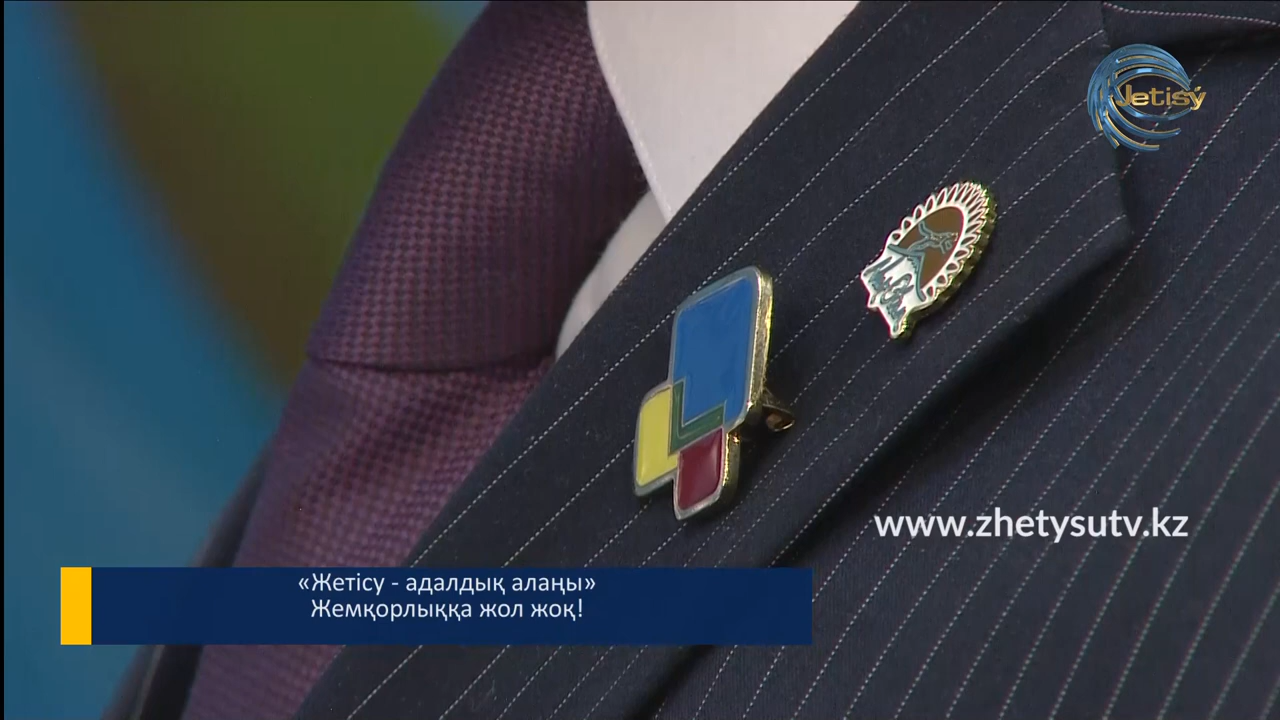 Jetisý
www.zhetysutv.kz
«Жетісу - адалдық алаңы»
Жемқорлыққа жол жоқ!